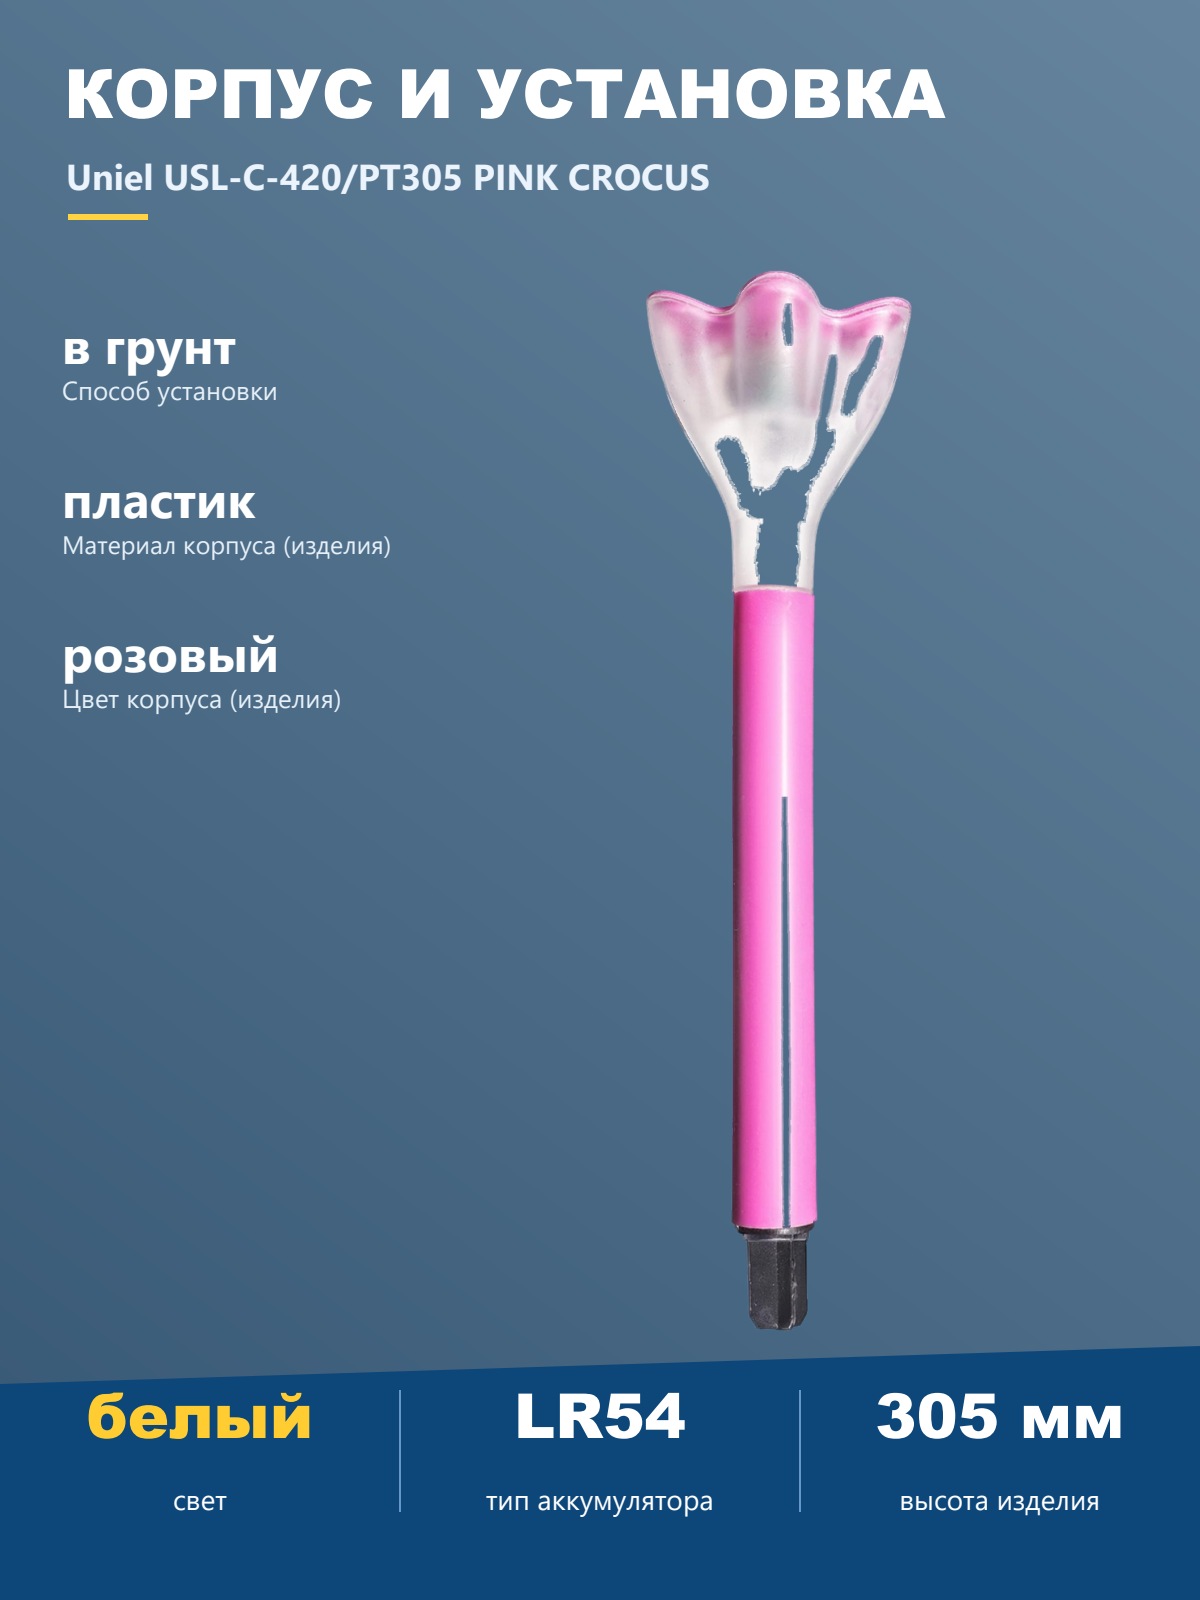 КОРПУС И УСТАНОВКА
Uniel USL-C-420/PT305 PINK CROCUS
в грунт
Способ установки
пластик
Материал корпуса (изделия)
розовый
Цвет корпуса (изделия)
белый
свет
LR54
тип аккумулятора
305 мм
высота изделия